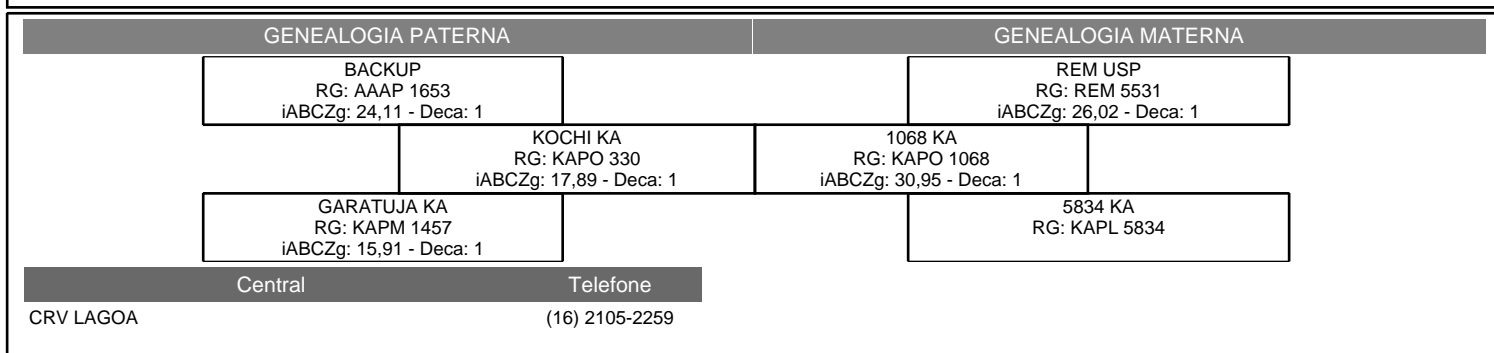 GENEALOGIA PATERNA
GENEALOGIA MATERNA
BACKUP
RG: AAAP 1653
iABCZg: 24,11 - Deca: 1
REM USP
RG: REM 5531
iABCZg: 26,02 - Deca: 1
KOCHI KA
RG: KAPO 330
iABCZg: 17,89 - Deca: 1
1068 KA
RG: KAPO 1068
iABCZg: 30,95 - Deca: 1
GARATUJA KA
RG: KAPM 1457
iABCZg: 15,91 - Deca: 1
5834 KA
RG: KAPL 5834
Central Telefone
CRV LAGOA (16) 2105-2259